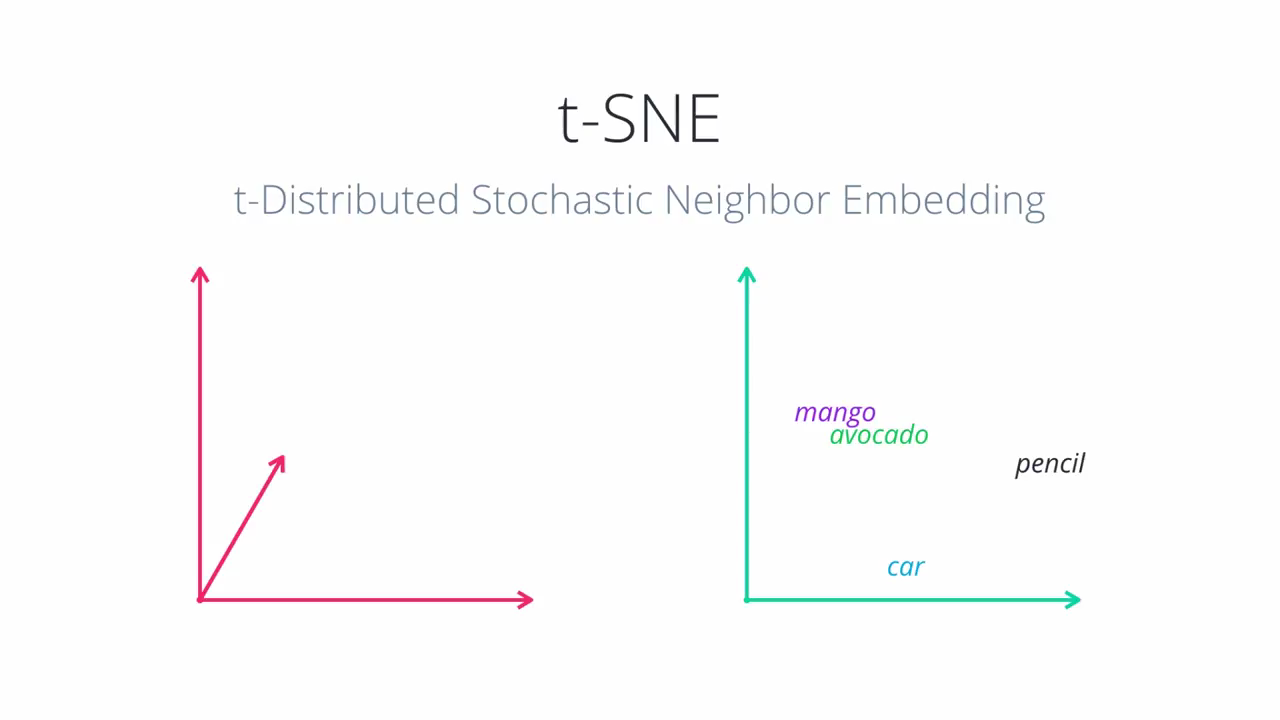 t-SNE
t-Distributed Stochastic Neighbor Embedding
mango
avocado
pencil
car